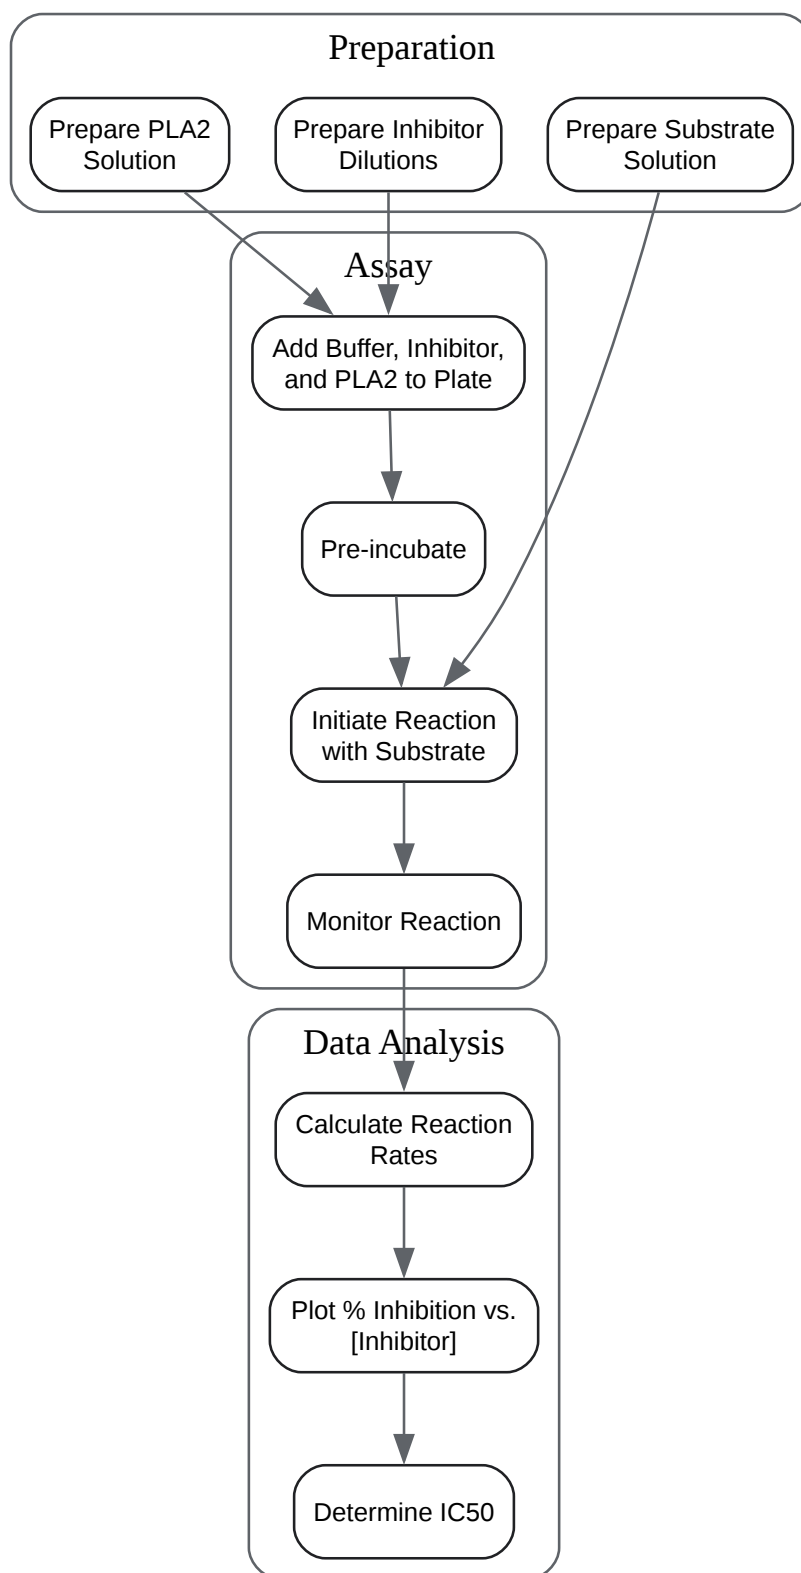 Preparation
Prepare PLA2
Solution
Prepare Inhibitor
Dilutions
Prepare Substrate
Solution
Assay
Add Buffer, Inhibitor,
and PLA2 to Plate
Pre-incubate
Initiate Reaction
with Substrate
Monitor Reaction
Data Analysis
Calculate Reaction
Rates
Plot % Inhibition vs.
[Inhibitor]
Determine IC50